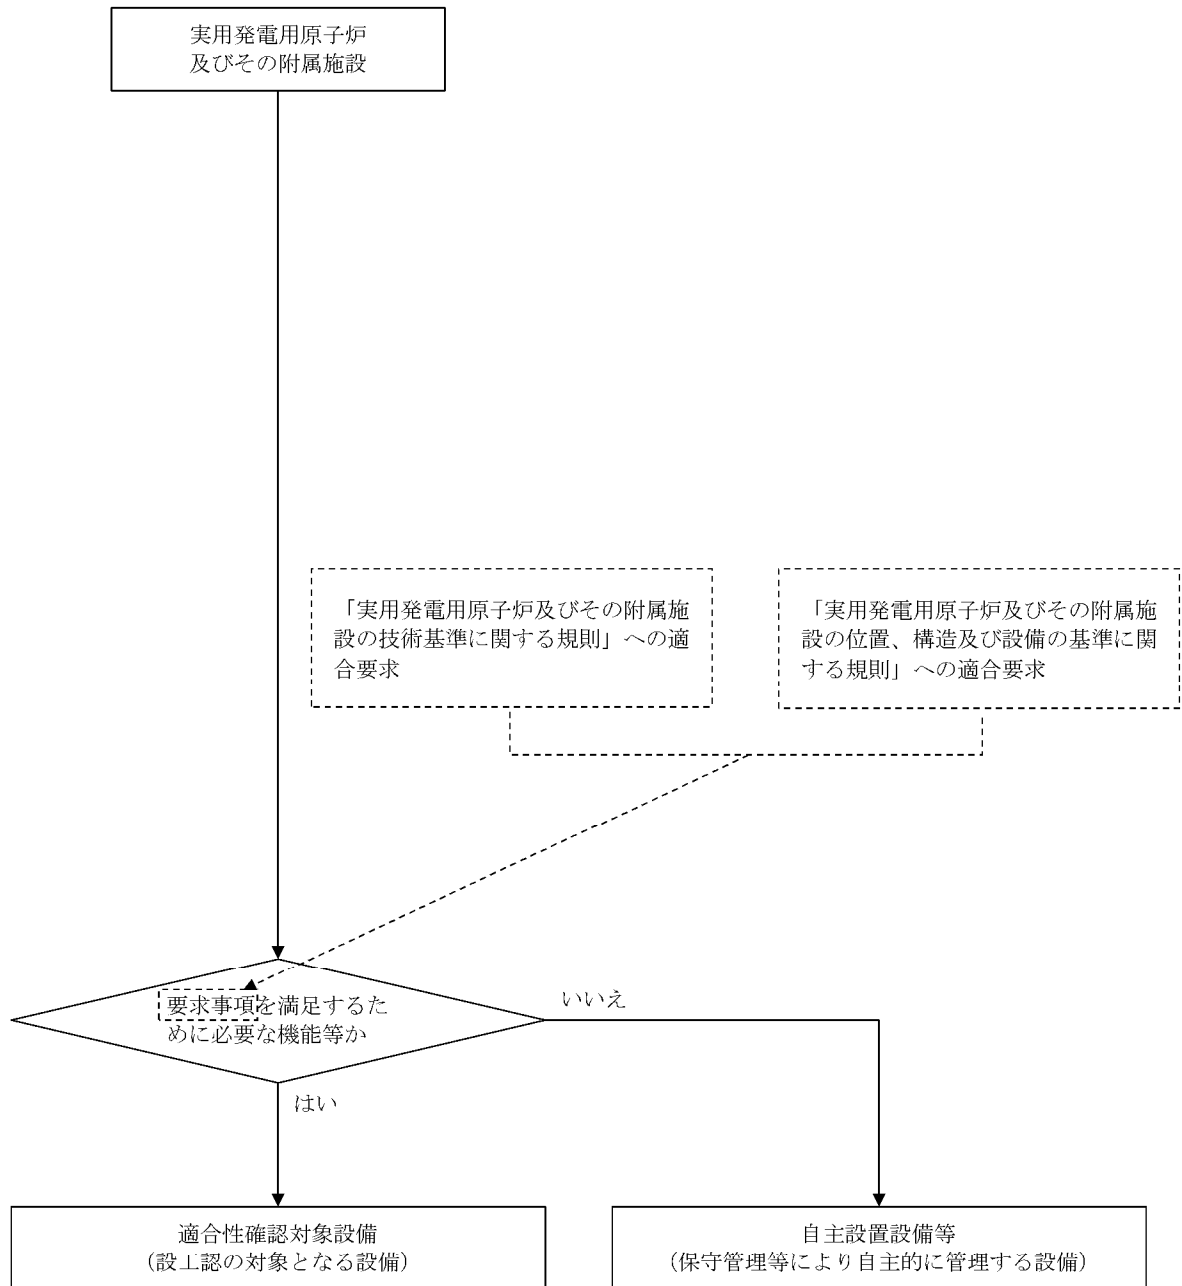 実用発電用原子炉
及びその附属施設
「実用発電用原子炉及びその附属施
設の技術基準に関する規則」への適
合要求
「実用発電用原子炉及びその附属施
設の位置、構造及び設備の基準に関
する規則」への適合要求
要求事項を満足するた
めに必要な機能等か
いいえ
はい
適合性確認対象設備
（設工認の対象となる設備）
自主設置設備等
（保守管理等により自主的に管理する設備）